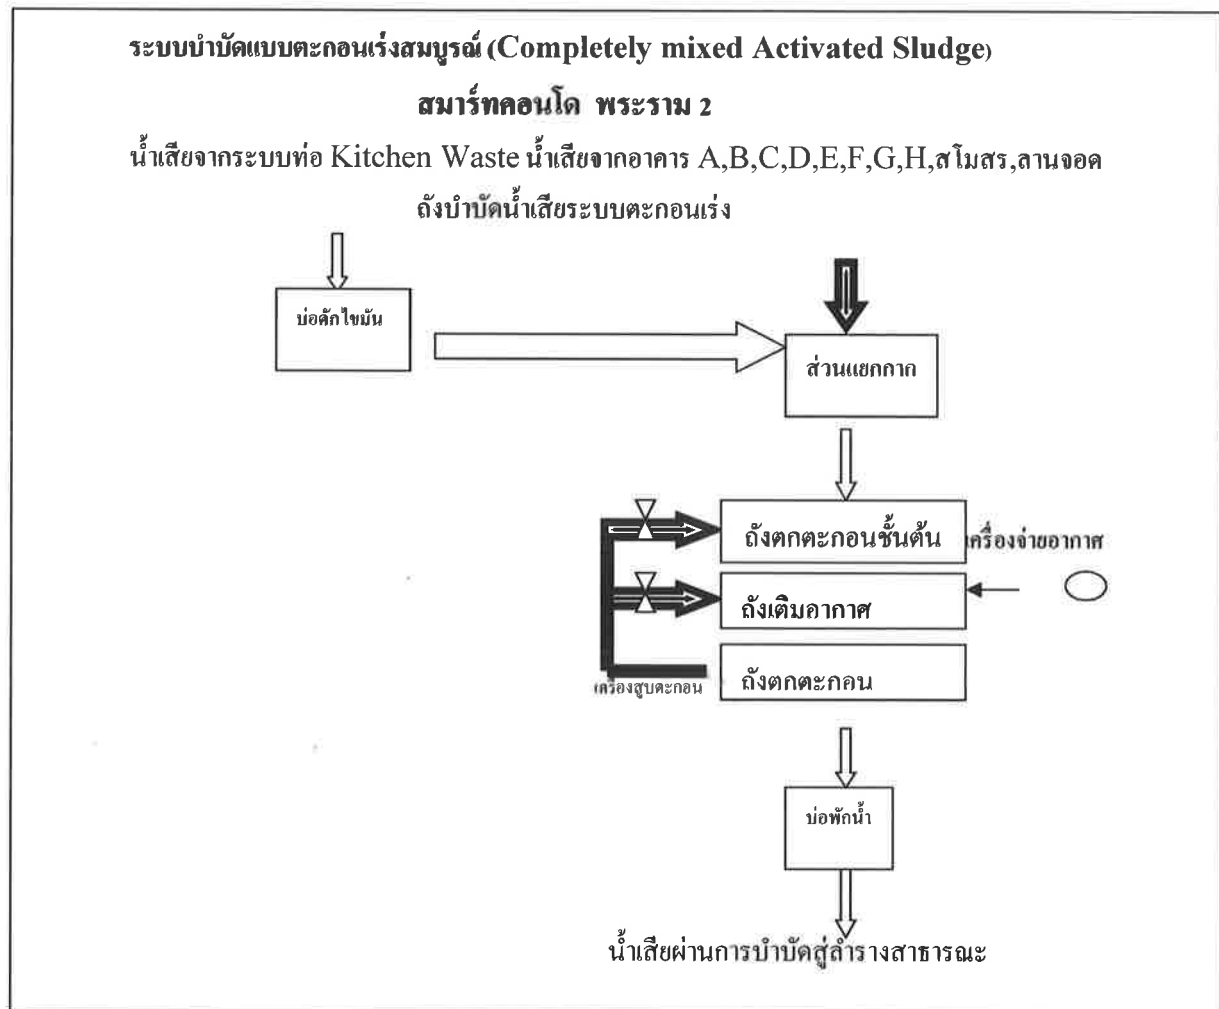 ระบบบำบัดแบบตะกอนเร่งสมบูรณ์ (Completely mixed Activated Sludge)
สมาร์ทคอนโด พระราม 2
น้ำเสียจากระบบท่อ Kitchen Waste น้ำเสียจากอาคาร A,B,C,D,E,F,G,H,สโมสร,ลานจอด
ถังบำบัดน้ำเสียระบบตะกอนเร่ง
บ่อดักไขมัน
ส่วนแยกกาก
ถังตกตะกอนชั้นต้น
เครื่องจ่ายอากาศ
ถังเติมอากาศ
ถังตกตะกอน
เครื่องสูบตะกอน
บ่อพักน้ำ
น้ำเสียผ่านการบำบัดสู่ลำรางสาธารณะ